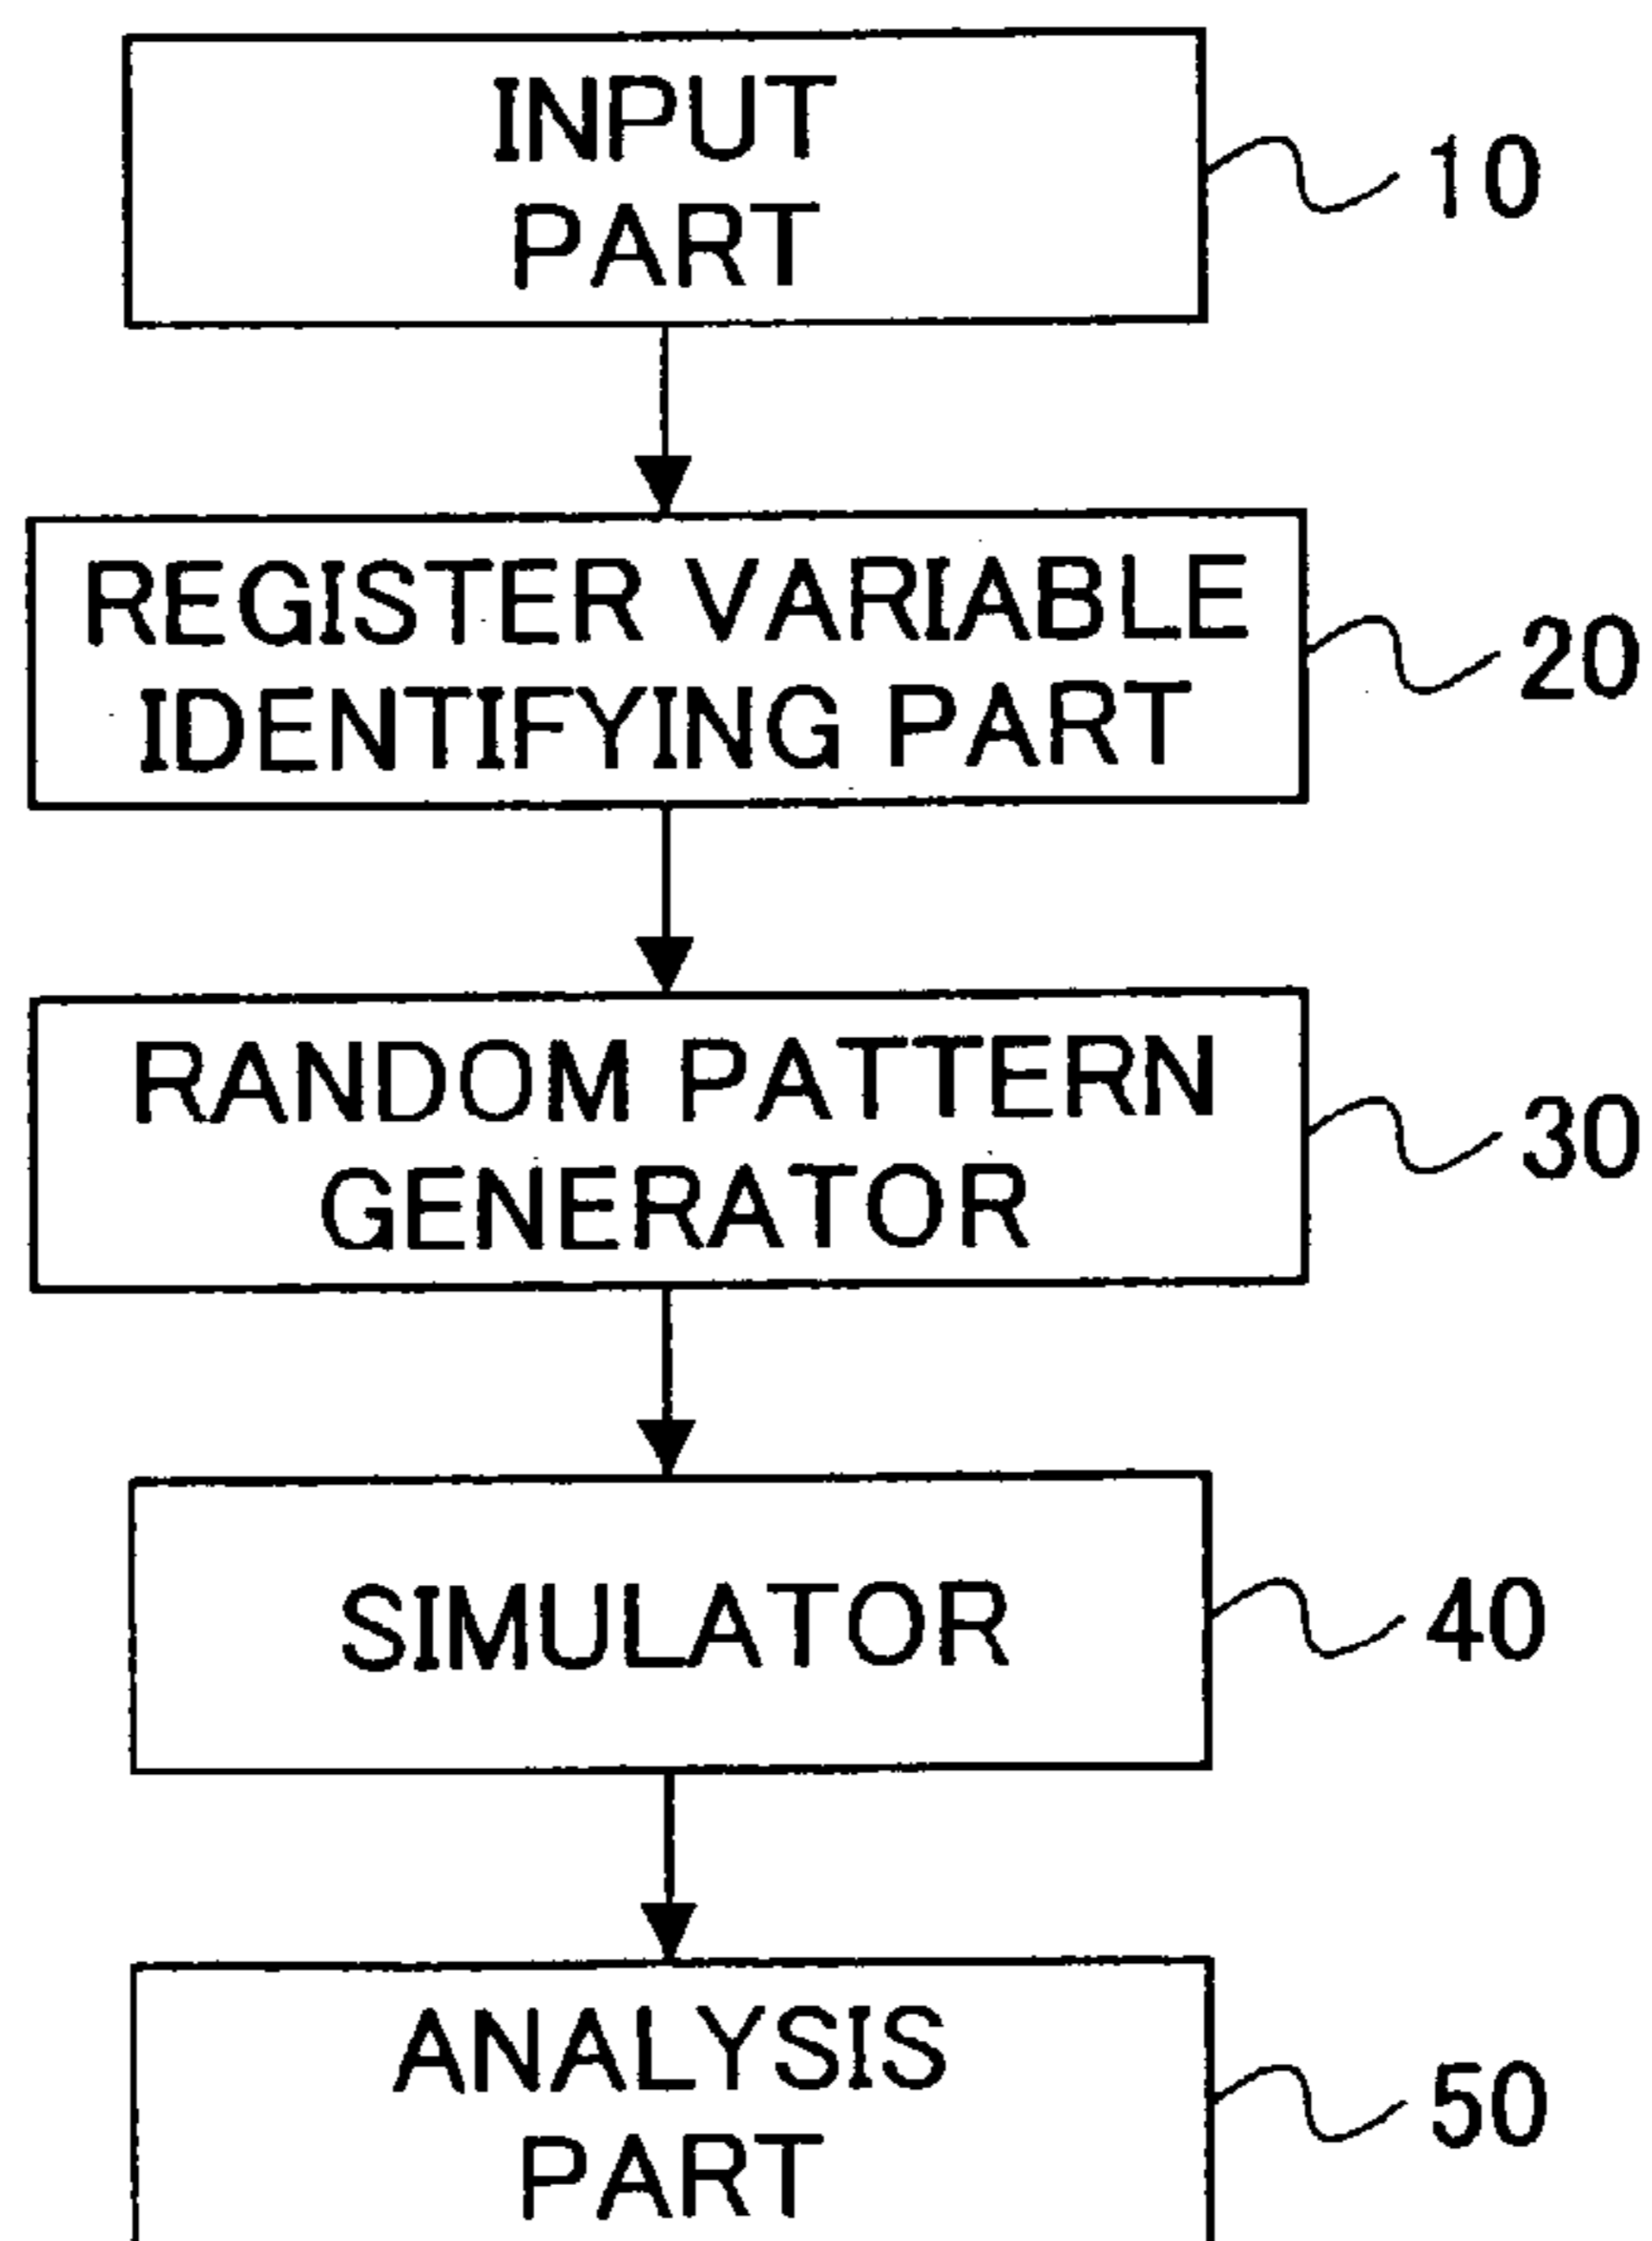 INPUT
PART
10
REGISTER VARIABLE
IDENTIFYING PART
20
RANDOM PATTERN
GENERATOR
30
SIMULATOR
40
ANALYSIS
PART
50